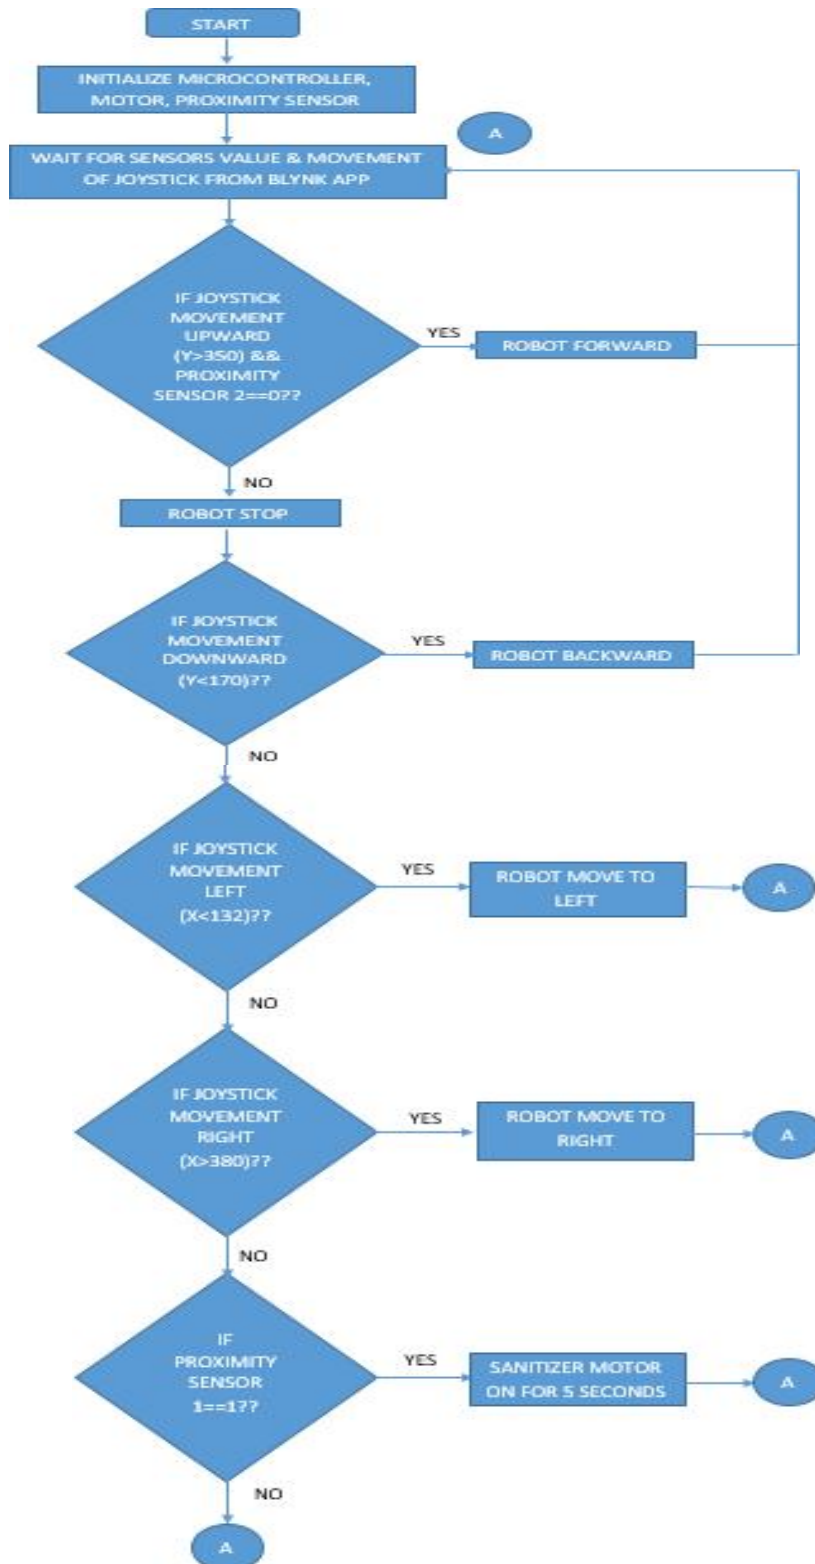 START
INITIALIZE MICROCONTROLLER,
MOTOR, PROXIMITY SENSOR
A
WAIT FOR SENSORS VALUE & MOVEMENT
OF JOYSTICK FROM BLYNK APP
IF JOYSTICK
MOVEMENT
UPWARD
(Y>350) &&
PROXIMITY
SENSOR 2==0??
YES
ROBOT FORWARD
NO
ROBOT STOP
IF JOYSTICK
MOVEMENT
DOWNWARD
(Y<170)??
YES
ROBOT BACKWARD
NO
IF JOYSTICK
MOVEMENT
LEFT
(X<132)??
YES
ROBOT MOVE TO
LEFT
A
NO
IF JOYSTICK
MOVEMENT
RIGHT
(X>380)??
YES
ROBOT MOVE TO
RIGHT
A
NO
IF
PROXIMITY
SENSOR
1==1??
YES
SANITIZER MOTOR
ON FOR 5 SECONDS
A
NO
A